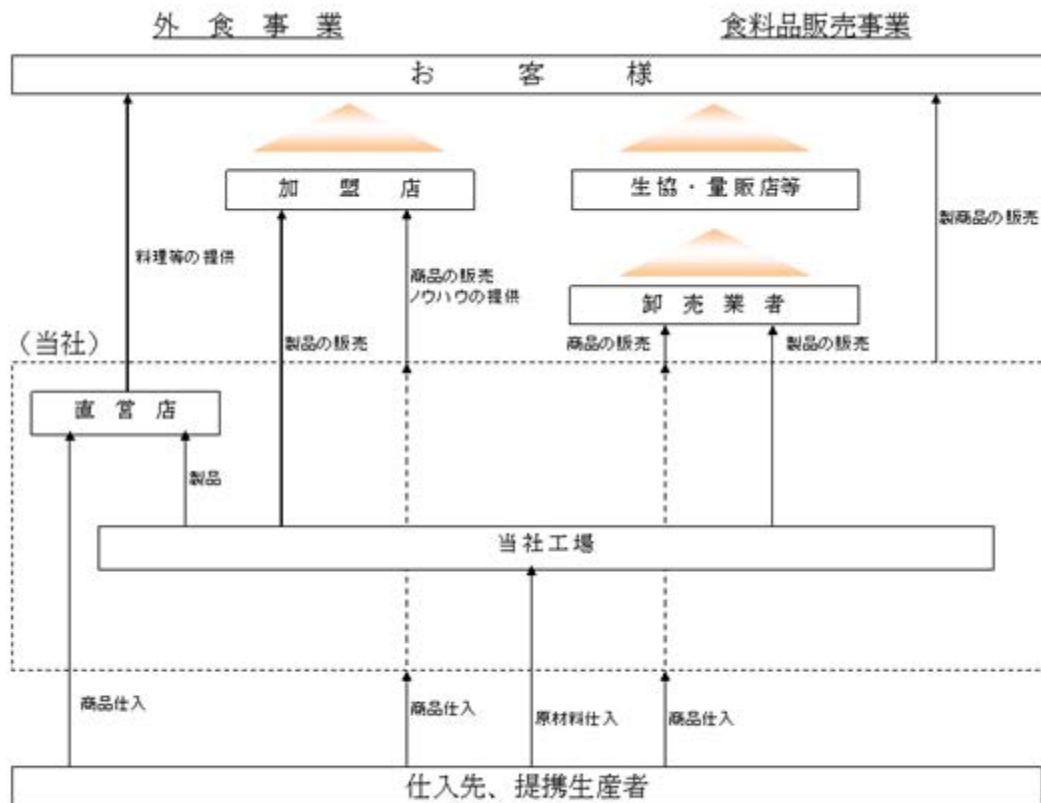 外食事業
食料品販売事業
お客様
加盟店
生協・量販店等
製商品の販売
料理等の提供
商品の販売
ノウハウの提供
卸売業者
(当社)
製品の販売
商品の販売
製品の販売
直営店
製品
当社工場
商品仕入
商品仕入
原材料仕入
商品仕入
仕入先、提携生産者